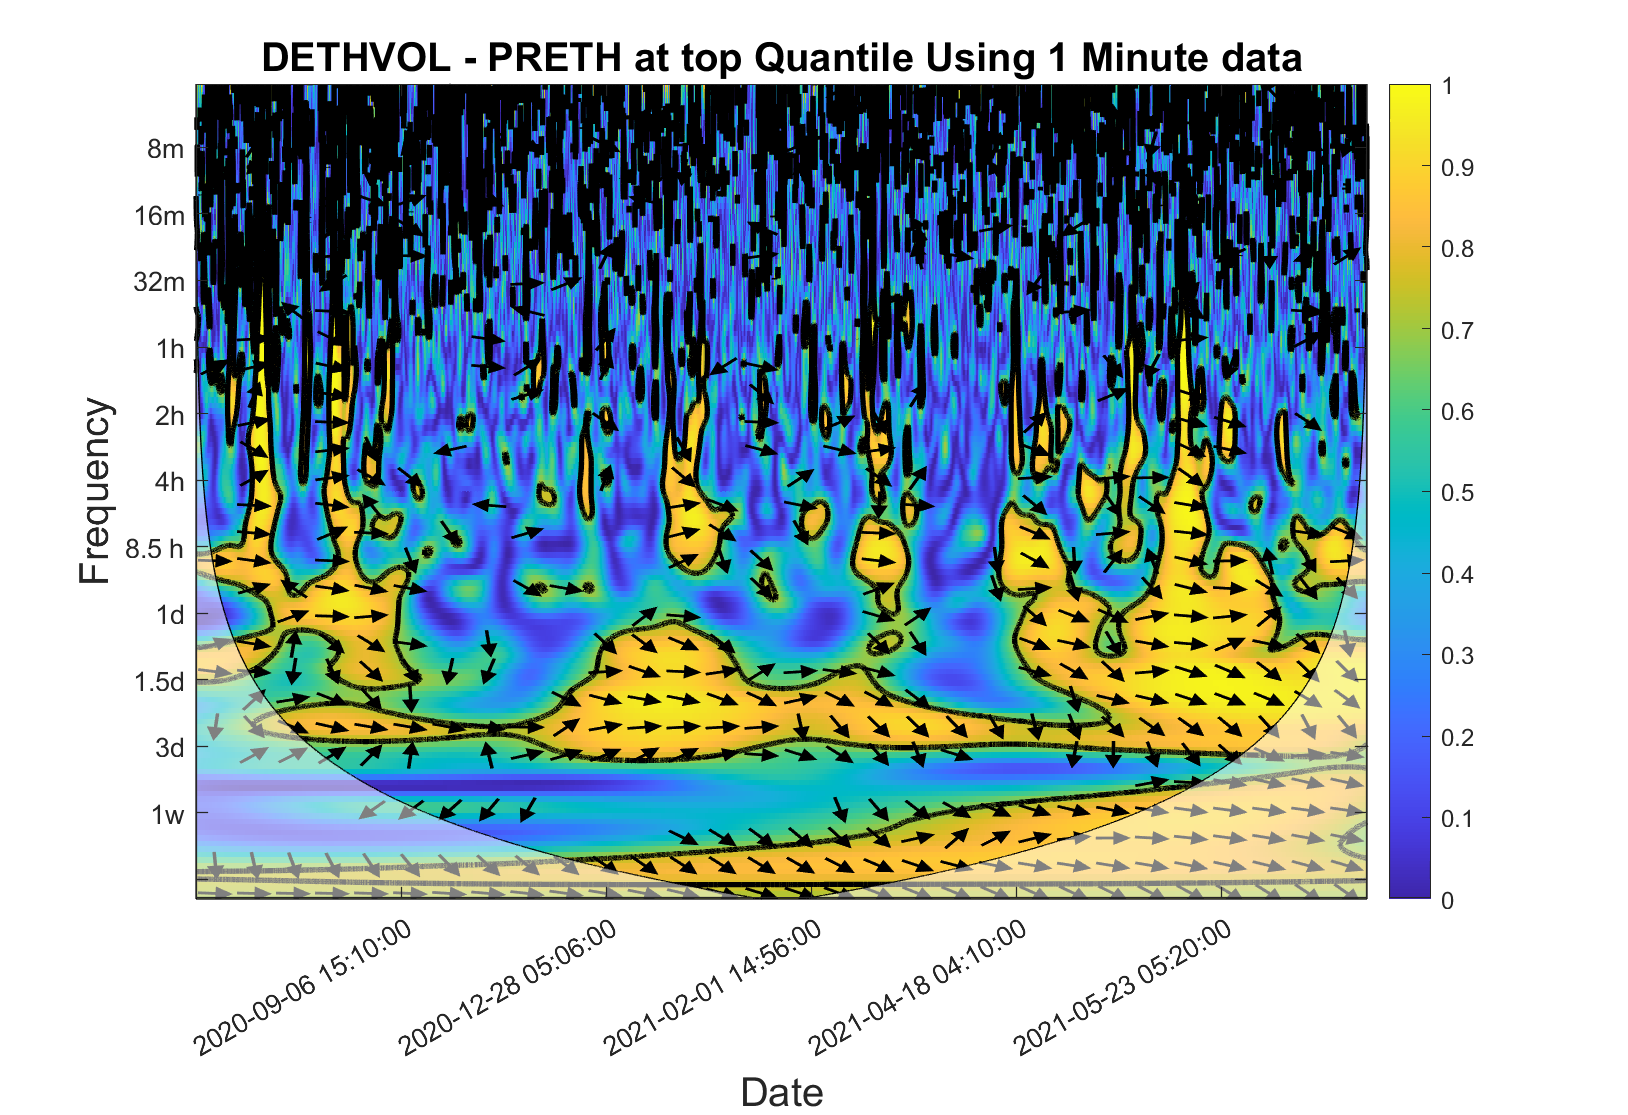 DETHVOL - PRETH at top Quantile Using 1 Minute data
8m
16m
32m
1h
2h
4h
8.5 h
1d
1.5d
3d
1w
Frequency
1
0.9
0.8
0.7
0.6
0.5
0.4
0.3
0.2
0.1
0
2020-09-06 15:10:00
2020-12-28 05:06:00
2021-02-01 14:56:00
2021-04-18 04:10:00
2021-05-23 05:20:00
Date